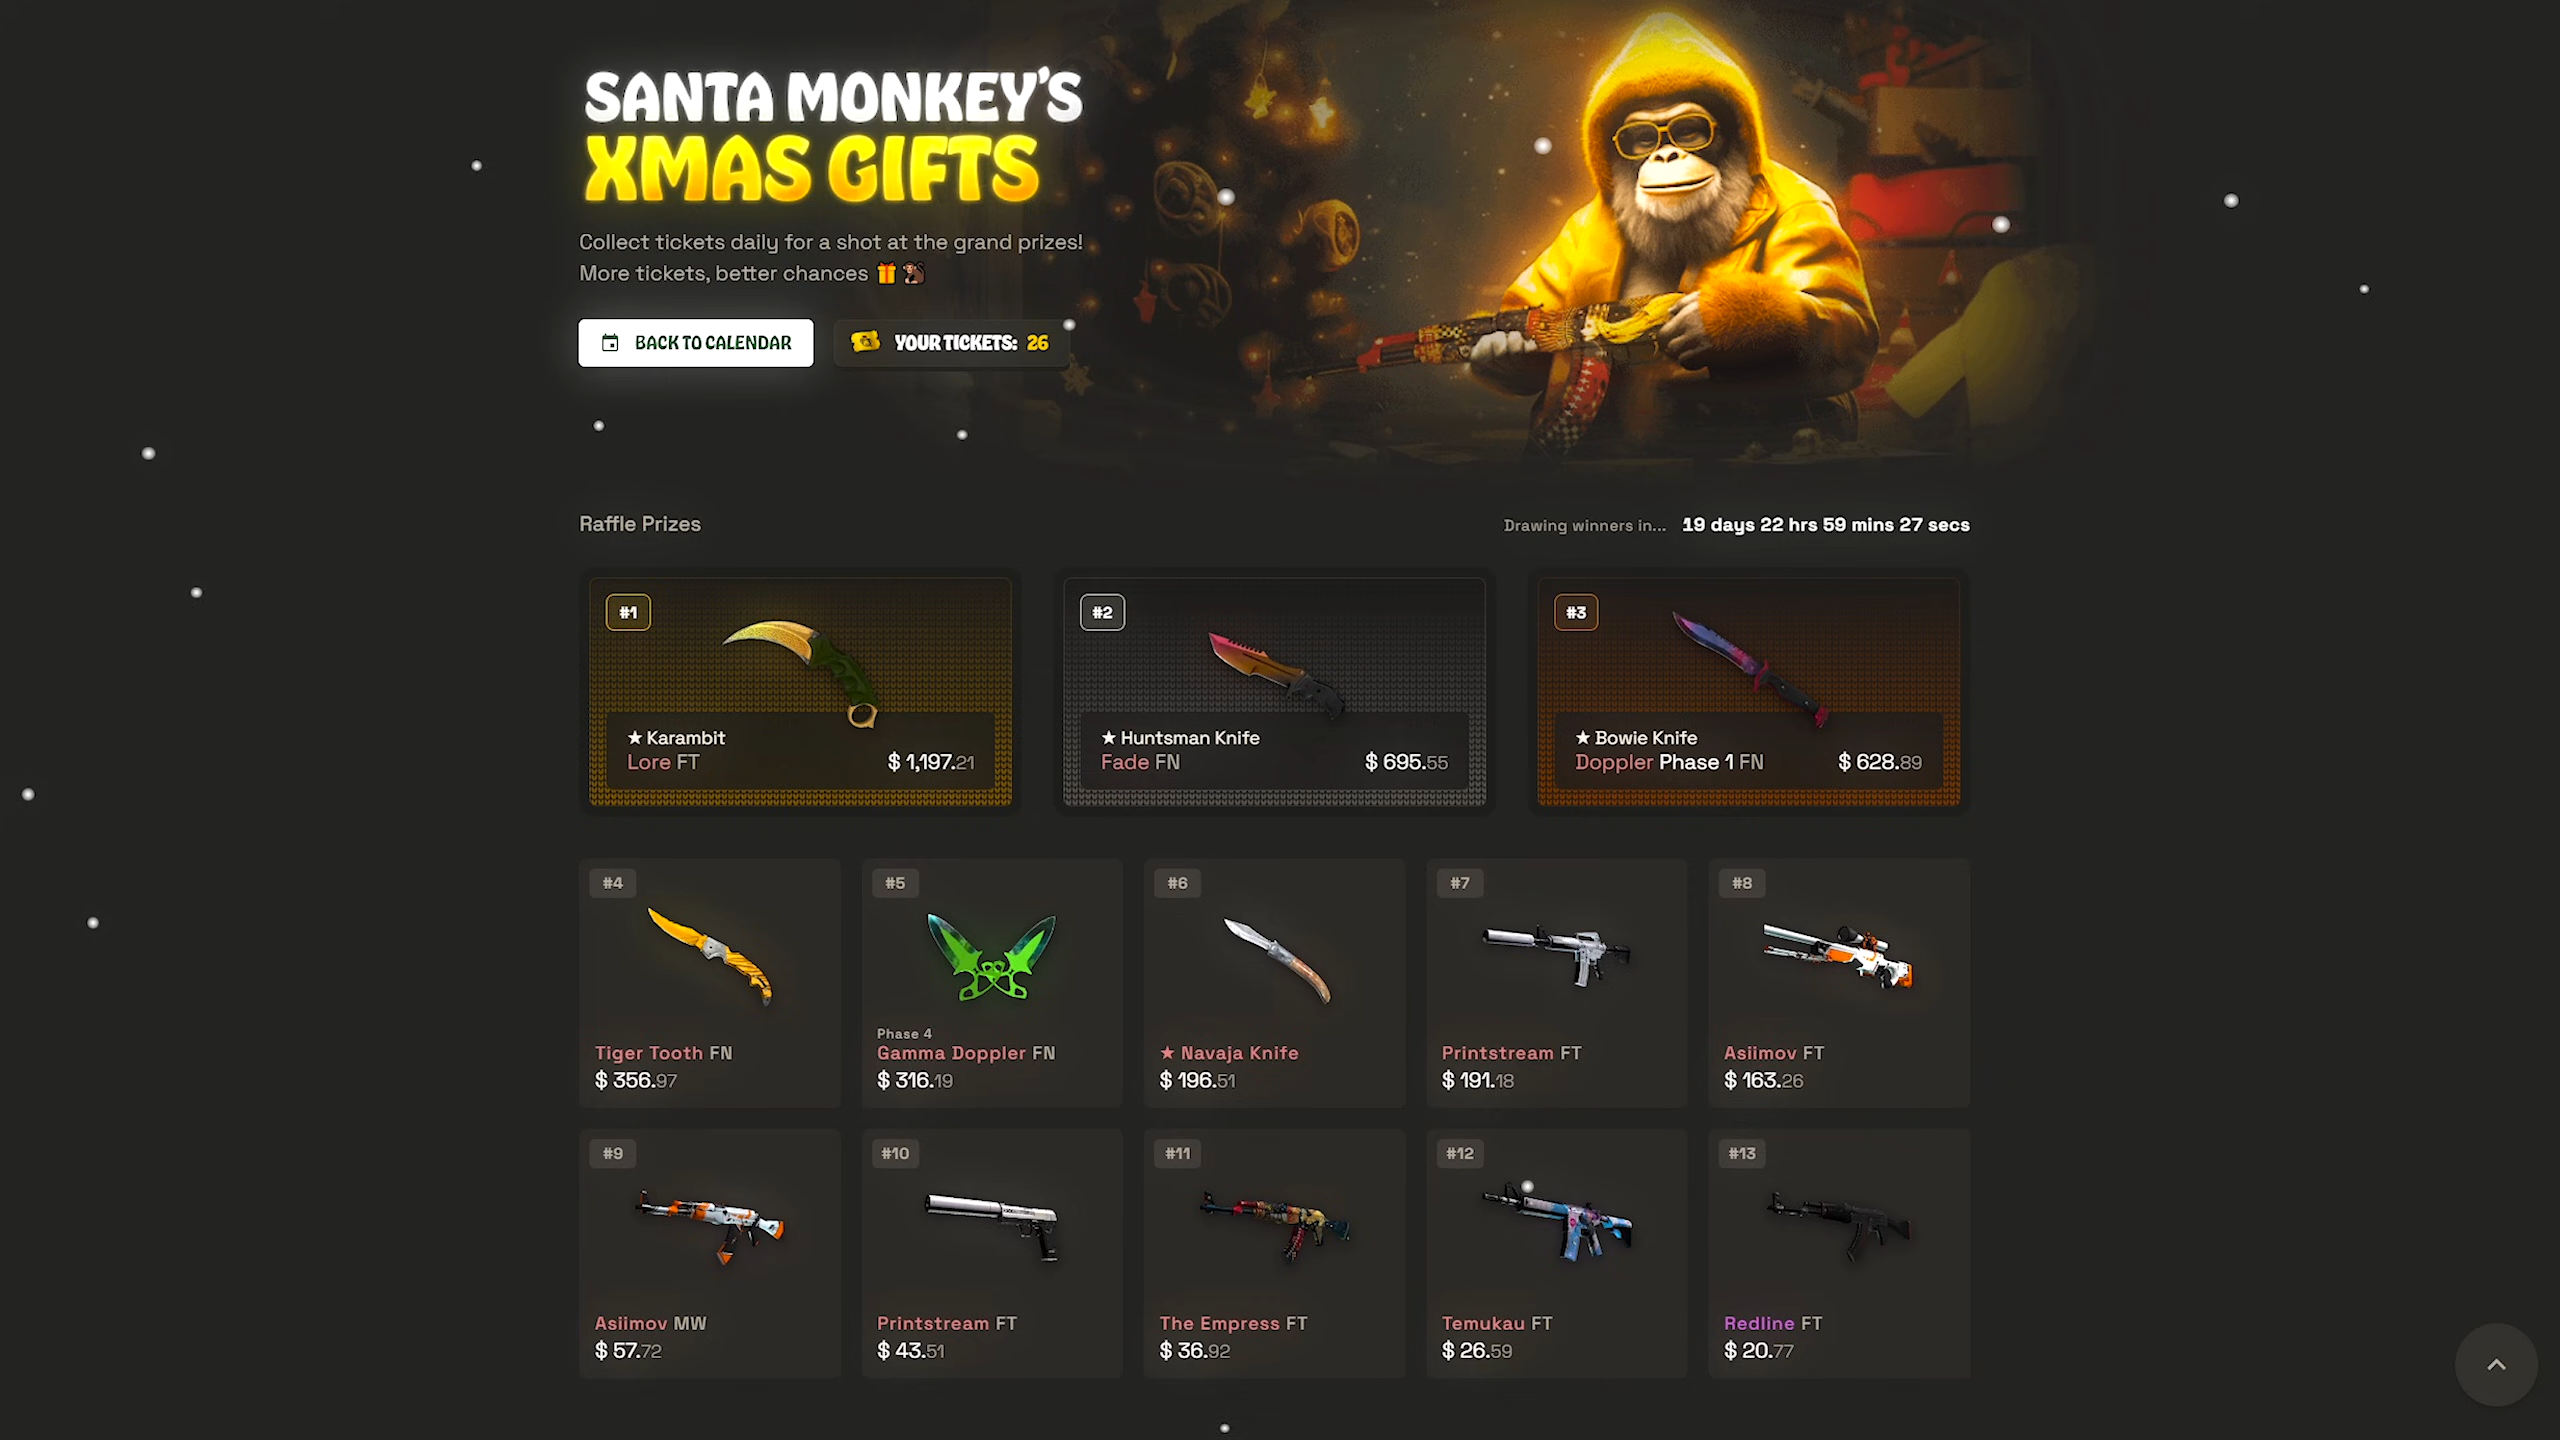 SANTA MONKEY'S
XMAS GIFTS
Collect tickets daily for a shot at the grand prizes!
More tickets, better chances 🎁🐒
BACK TO CALENDAR
YOUR TICKETS: 26
Raffle Prizes
Drawing winners in... 19 days 22 hrs 59 mins 27 secs
#1
★ Karambit
Lore FT
$ 1,197.21
#2
★ Huntsman Knife
Fade FN
$ 695.55
#3
★ Bowie Knife
Doppler Phase 1 FN
$ 628.89
#4
Tiger Tooth FN
$ 356.97
#5
Phase 4
Gamma Doppler FN
$ 316.19
#6
★ Navaja Knife
$ 196.51
#7
Printstream FT
$ 191.18
#8
Asiimov FT
$ 163.26
#9
Asiimov MW
$ 57.72
#10
Printstream FT
$ 43.51
#11
The Empress FT
$ 36.92
#12
Temukau FT
$ 26.59
#13
Redline FT
$ 20.77